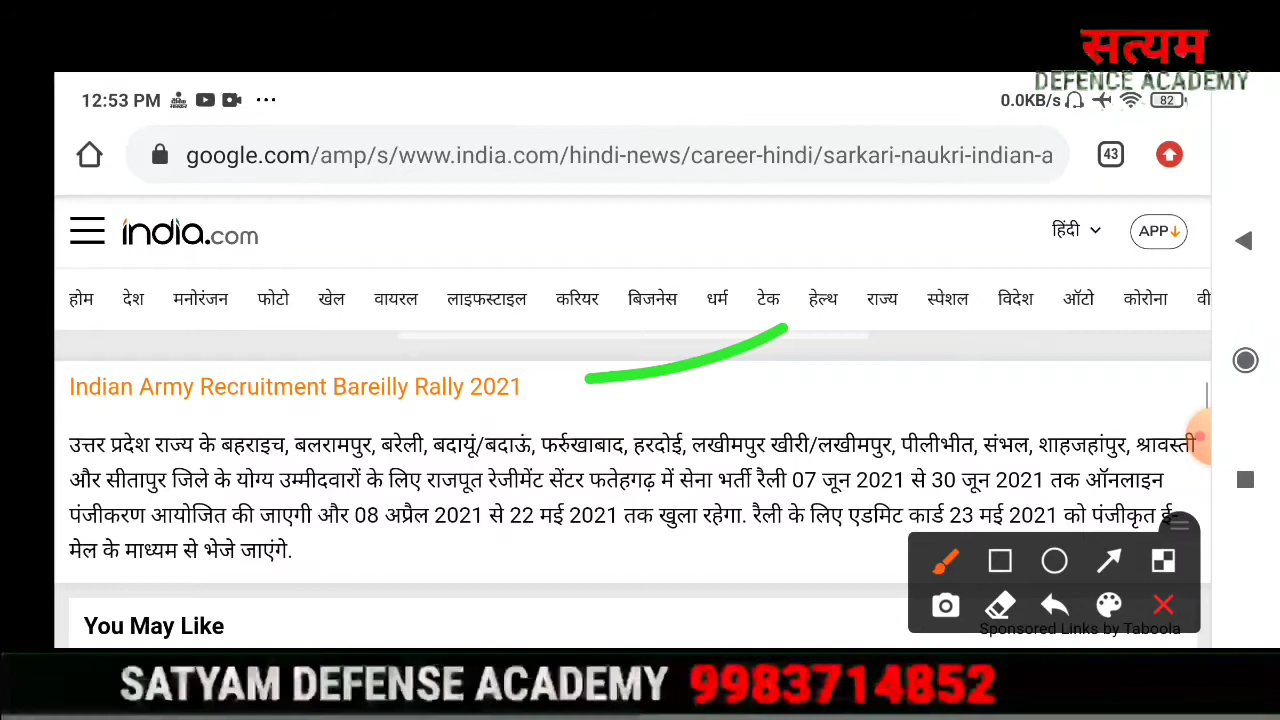 सत्यम
DEFENCE ACADEMY
12:53 PM
0.0KB/s
82
google.com/amp/s/www.india.com/hindi-news/career-hindi/sarkari-naukri-indian-a
43
india.com
हिंदी
APP
होम देश मनोरंजन फोटो खेल वायरल लाइफस्टाइल करियर बिजनेस धर्म टेक हेल्थ राज्य स्पेशल विदेश ऑटो कोरोना वी
Indian Army Recruitment Bareilly Rally 2021
उत्तर प्रदेश राज्य के बहराइच, बलरामपुर, बरेली, बदायूं/बदाऊं, फर्रुखाबाद, हरदोई, लखीमपुर खीरी/लखीमपुर, पीलीभीत, संभल, शाहजहांपुर, श्रावस्ती
और सीतापुर जिले के योग्य उम्मीदवारों के लिए राजपूत रेजीमेंट सेंटर फतेहगढ़ में सेना भर्ती रैली 07 जून 2021 से 30 जून 2021 तक ऑनलाइन
पंजीकरण आयोजित की जाएगी और 08 अप्रैल 2021 से 22 मई 2021 तक खुला रहेगा. रैली के लिए एडमिट कार्ड 23 मई 2021 को पंजीकृत ई-
मेल के माध्यम से भेजे जाएंगे.
You May Like
Sponsored Links by Taboola
SATYAM DEFENSE ACADEMY 9983714852